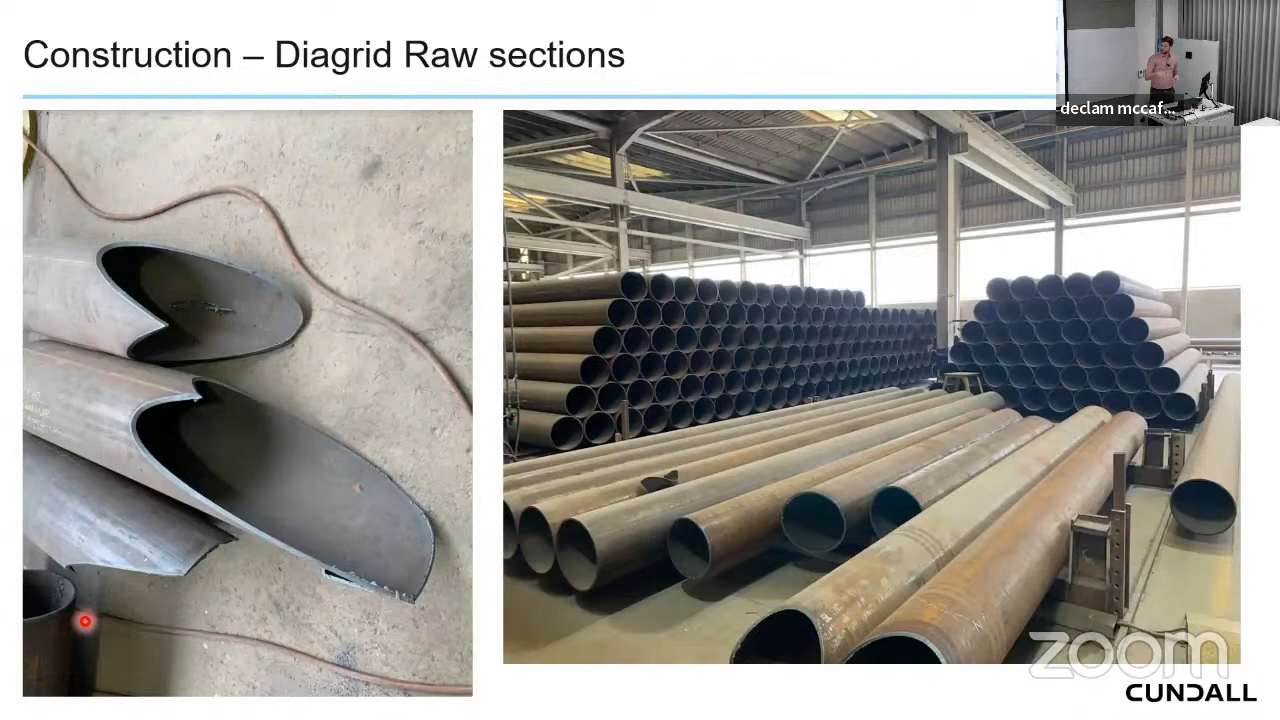 Construction – Diagrid Raw sections
declam mccaf...
zoom
CUNDALL